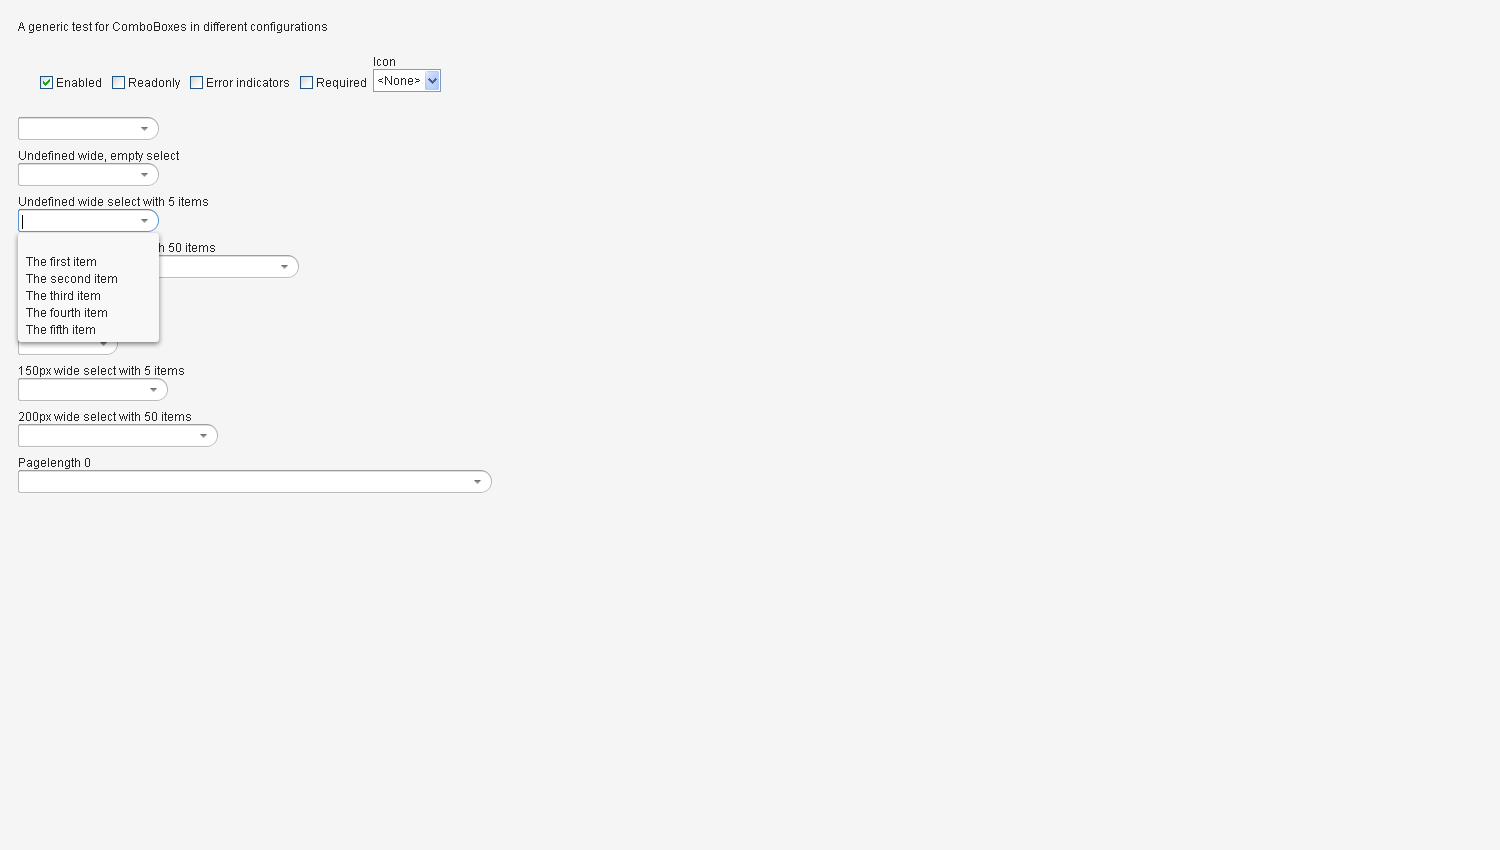 A generic test for ComboBoxes in different configurations
Icon
Enabled Readonly Error indicators Required <None>
Undefined wide, empty select
Undefined wide select with 5 items
50 items
The first item
The second item
The third item
The fourth item
The fifth item
150px wide select with 5 items
200px wide select with 50 items
Pagelength 0